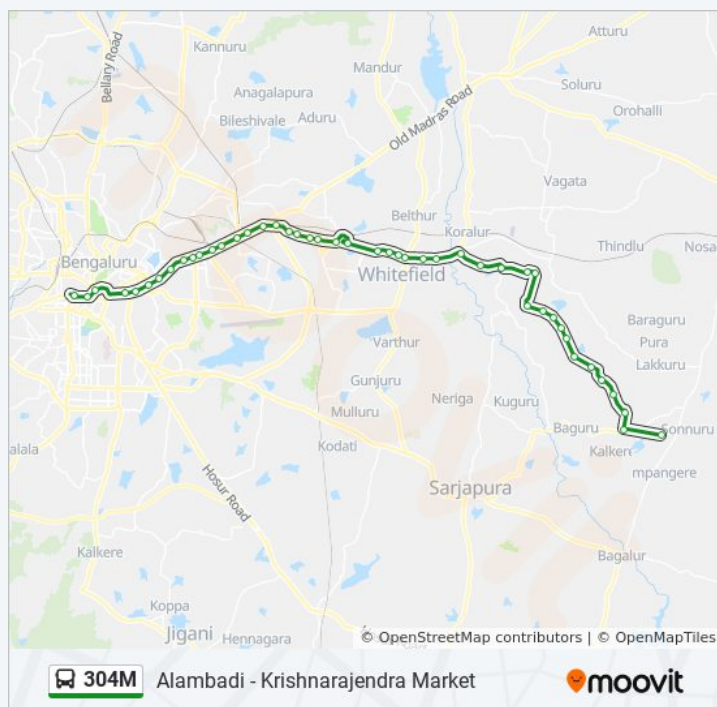 Bellary Road
Kannuru
Mandur
Atturu
Anagalapura
Soluru
Bileshivale
Aduru
Orohalli
Old Madras Road
Vagata
Belthur
Koralur
Thindlu
Nosa
Bengaluru
Whitefield
Baraguru
Varthur
Pura
Lakkuru
Gunjuru
Neriga
Kuguru
Mulluru
Baguru
Sonnuru
Kodati
Kalkere
alala
mpangere
Hosur Road
Sarjapura
Kalkere
Bagalur
Koppa
Jigani
Hennagara
© OpenStreetMap contributors | © OpenMapTiles
304M Alambadi - Krishnarajendra Market
moovit